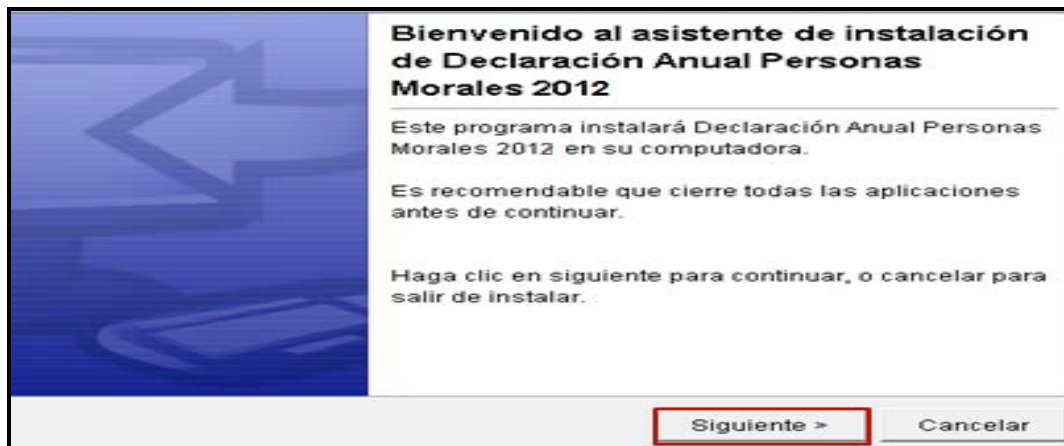 Bienvenido al asistente de instalación
de Declaración Anual Personas
Morales 2012
Este programa instalará Declaración Anual Personas
Morales 2012 en su computadora.
Es recomendable que cierre todas las aplicaciones
antes de continuar.
Haga clic en siguiente para continuar, o cancelar para
salir de instalar.
Siguiente >
Cancelar